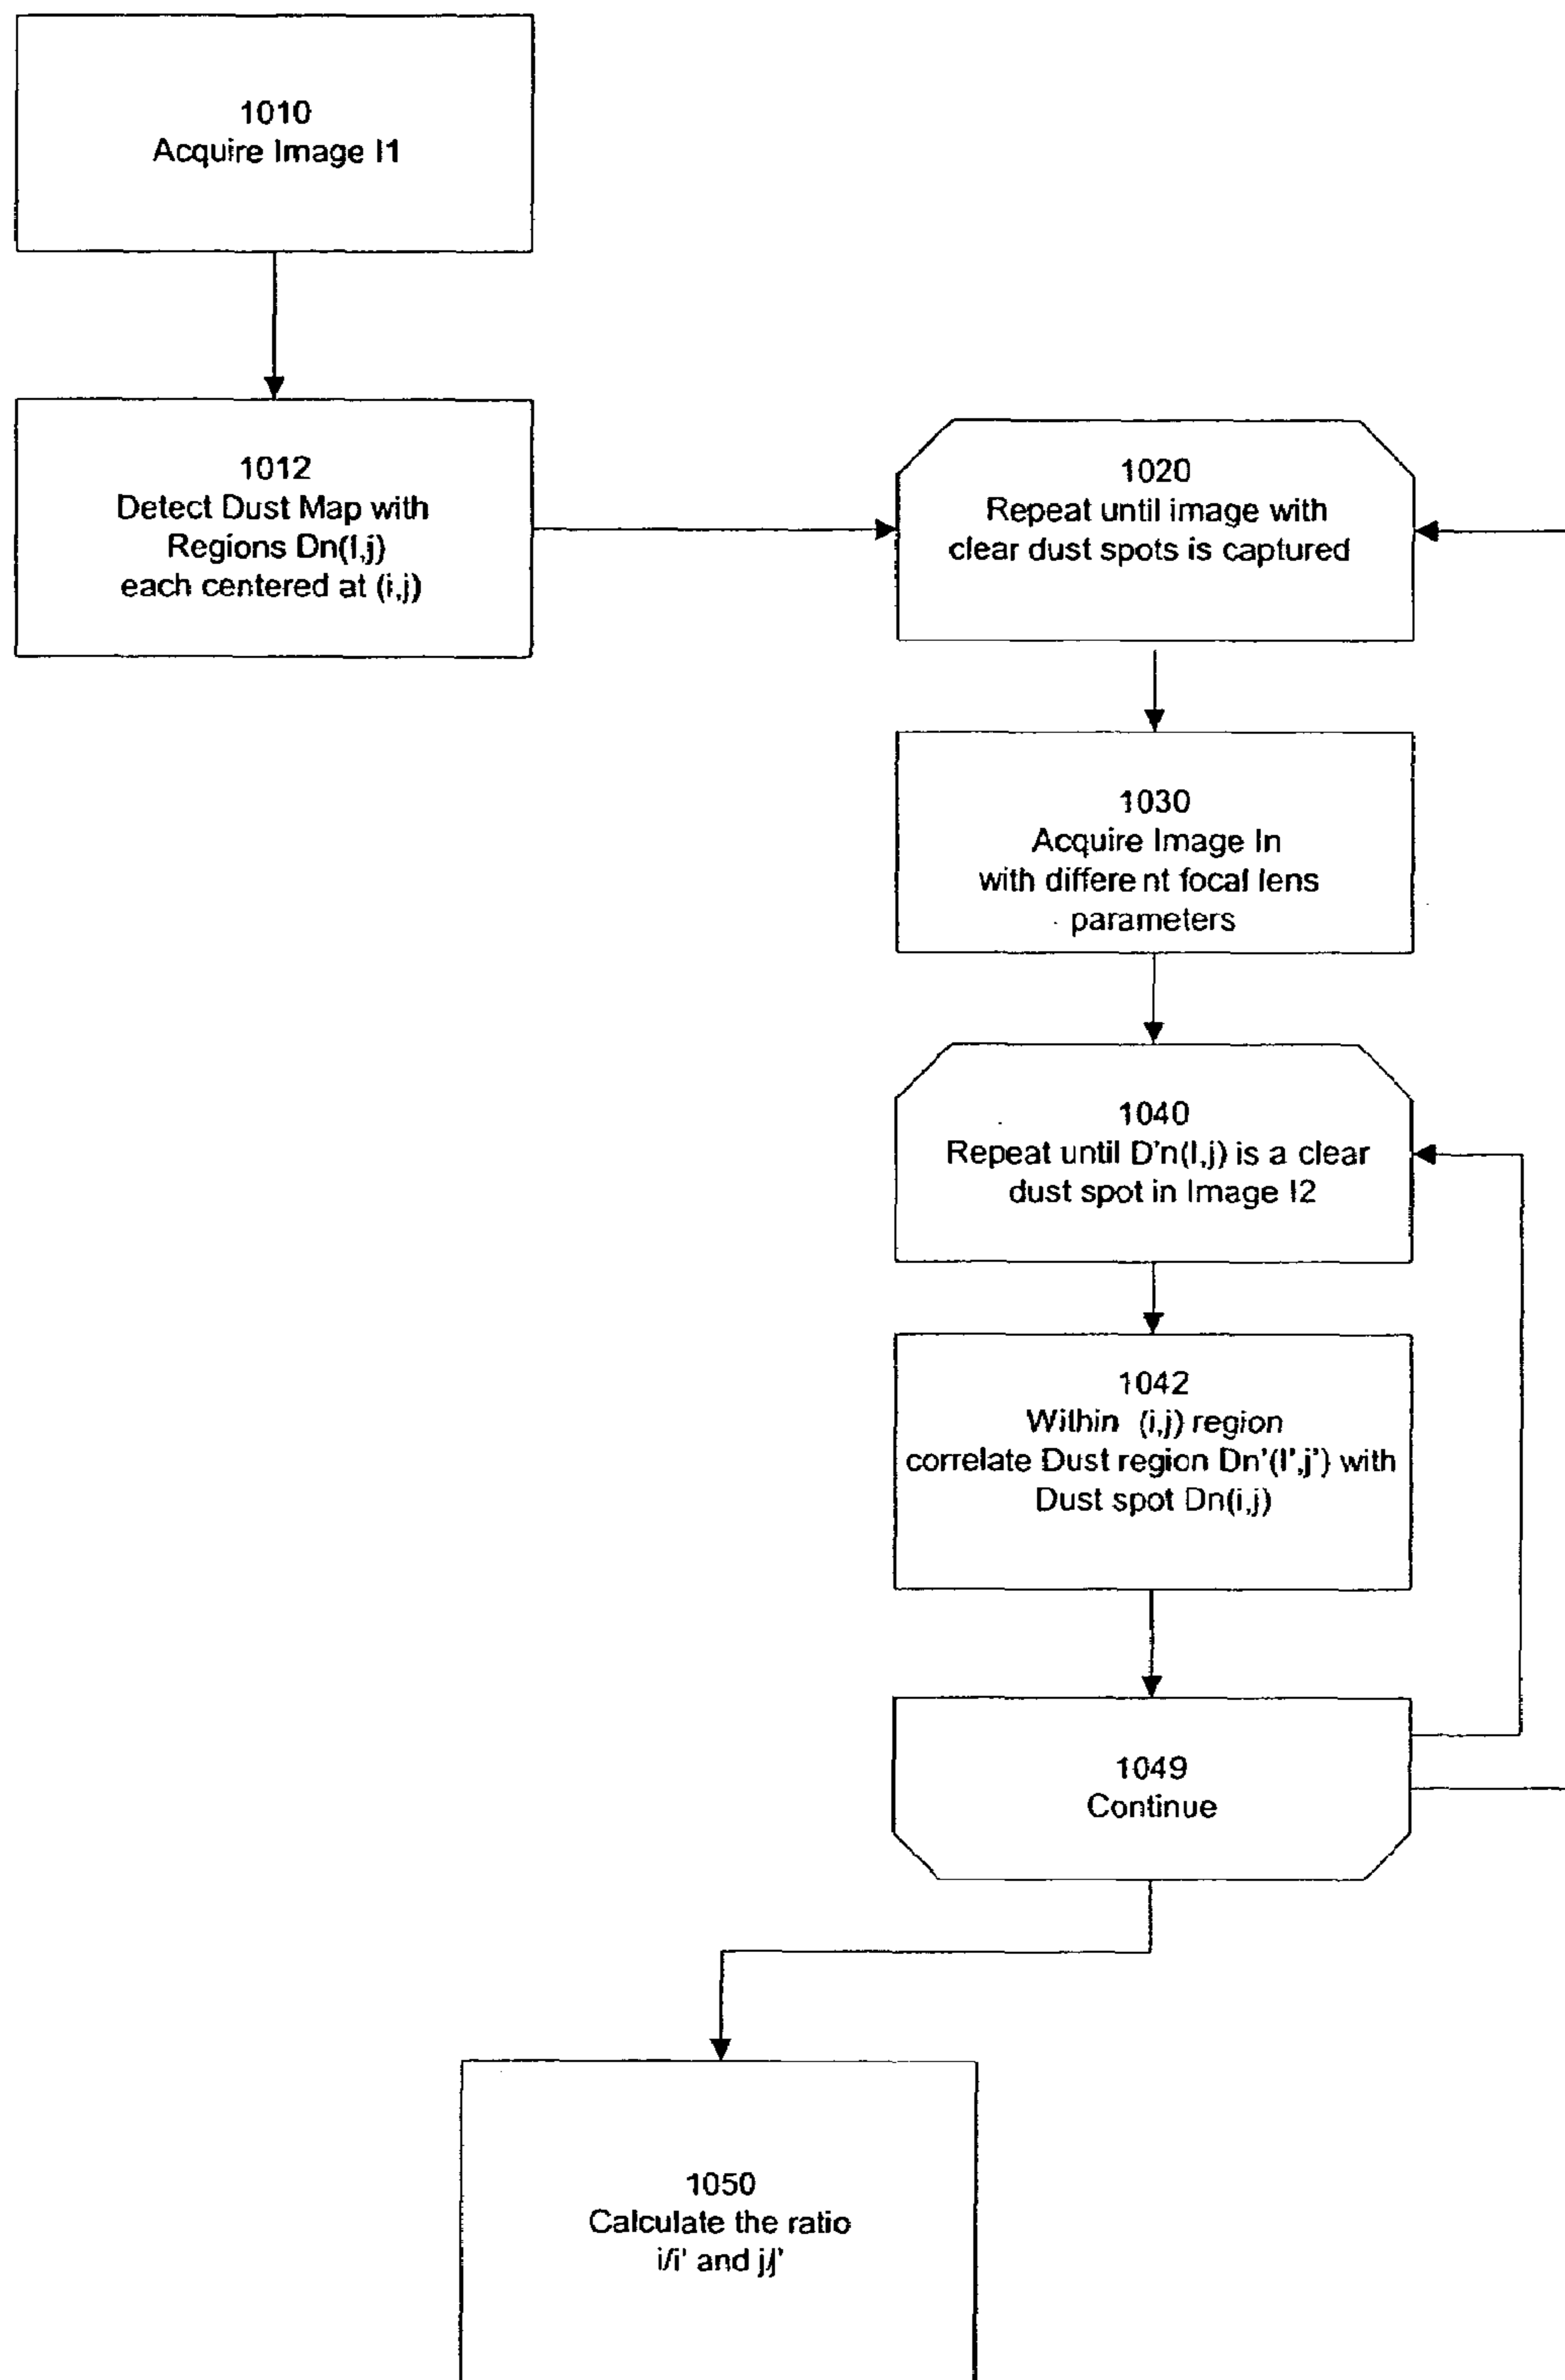 1010
Acquire Image I1
1012
Detect Dust Map with
Regions Dn(I,j)
each centered at (i,j)
1020
Repeat until image with
clear dust spots is captured
1030
Acquire Image In
with different focal lens
parameters
1040
Repeat until D'n(I,j) is a clear
dust spot in Image I2
1042
Within (i,j) region
correlate Dust region Dn'(I',j') with
Dust spot Dn(i,j)
1049
Continue
1050
Calculate the ratio
i/i' and j/j'